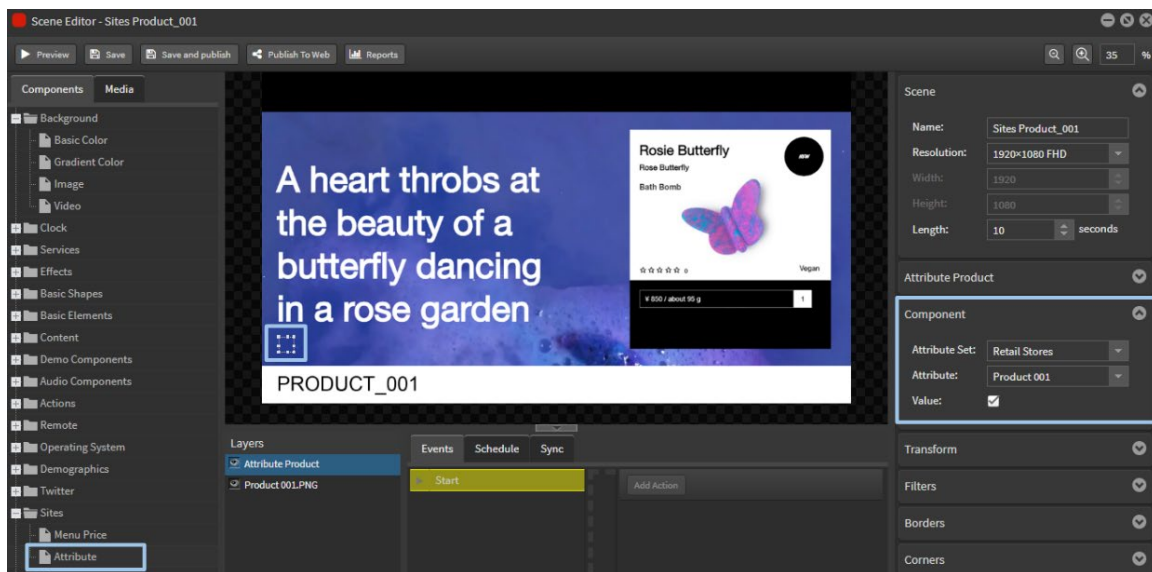 Scene Editor - Sites Product_001
Preview
Save
Save and publish
Publish To Web
Reports
35
%
Components
Media
Background
Basic Color
Gradient Color
Image
Video
Clock
Services
Effects
Basic Shapes
Basic Elements
Content
Demo Components
Audio Components
Actions
Remote
Operating System
Demographics
Twitter
Sites
Menu Price
Attribute
A heart throbs at
the beauty of a
butterfly dancing
in a rose garden
Rosie Butterfly
Rose Butterfly
Bath Bomb
NEW
☆☆☆☆☆ 0
Vegan
¥ 850 / about 95 g
1
PRODUCT_001
Layers
Attribute Product
Product 001.PNG
Events
Schedule
Sync
Start
Add Action
Scene
Name: Sites Product_001
Resolution: 1920×1080 FHD
Width: 1920
Height: 1080
Length: 10 seconds
Attribute Product
Component
Attribute Set: Retail Stores
Attribute: Product 001
Value:
Transform
Filters
Borders
Corners